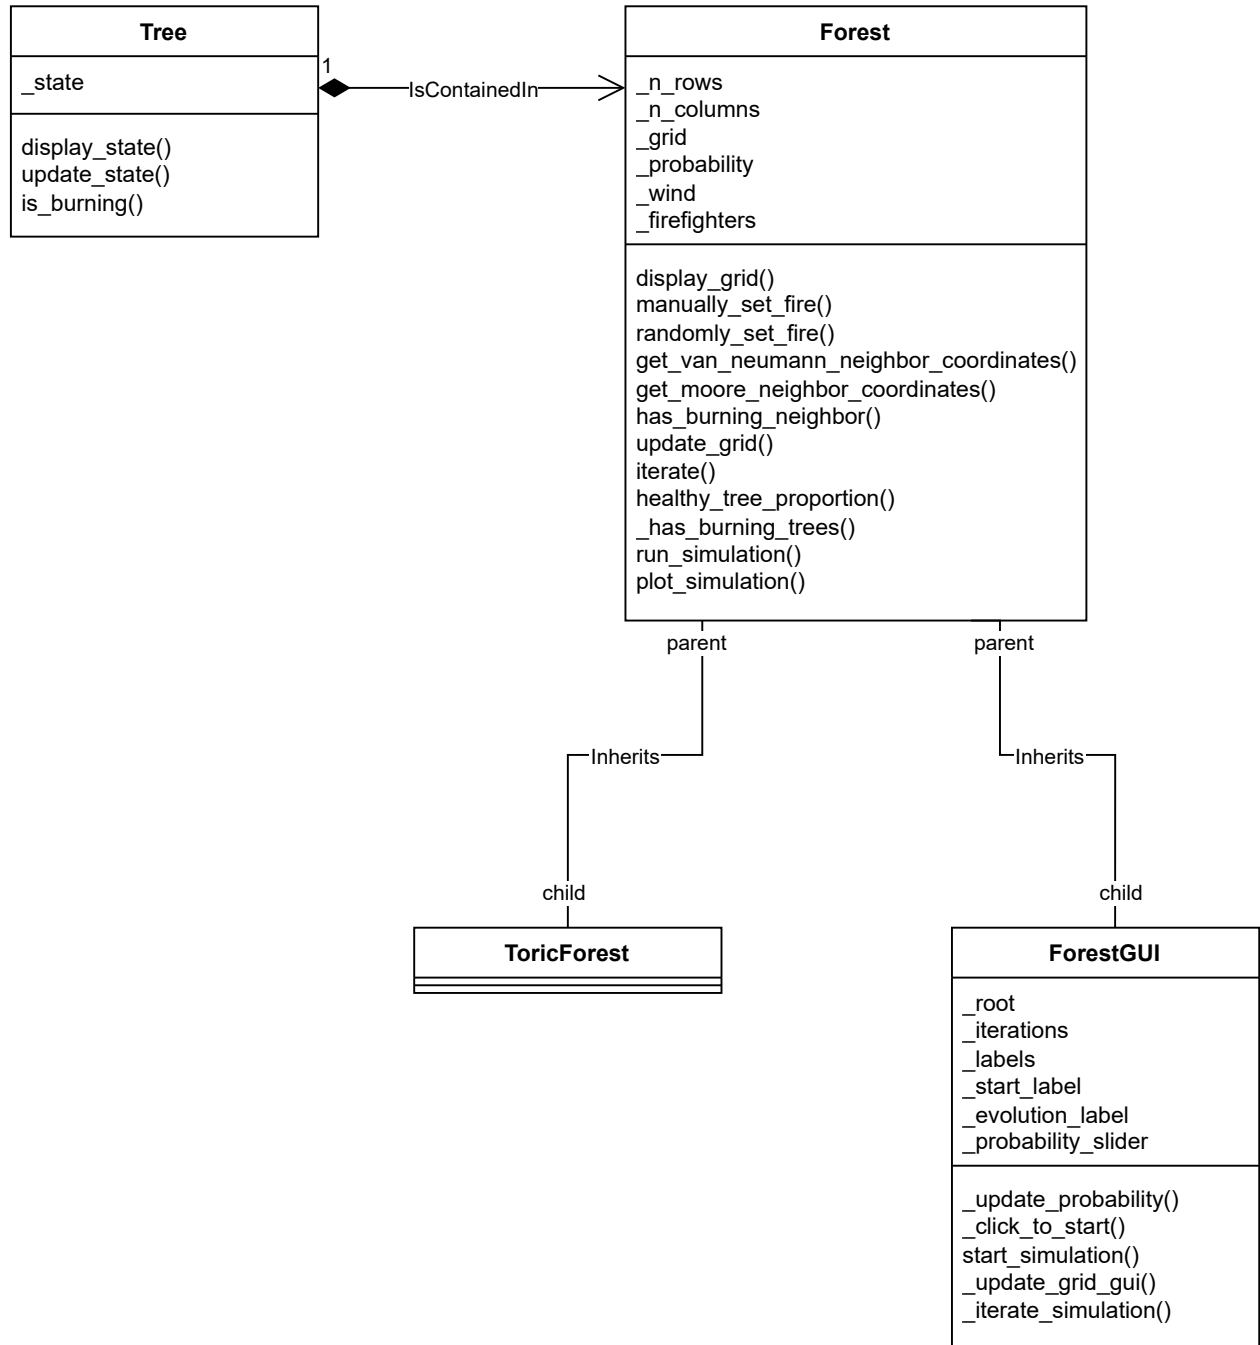 Tree
_state
display_state()
update_state()
is_burning()
1
IsContainedIn
Forest
_n_rows
_n_columns
_grid
_probability
_wind
_firefighters
display_grid()
manually_set_fire()
randomly_set_fire()
get_van_neumann_neighbor_coordinates()
get_moore_neighbor_coordinates()
has_burning_neighbor()
update_grid()
iterate()
healthy_tree_proportion()
_has_burning_trees()
run_simulation()
plot_simulation()
parent
parent
Inherits
Inherits
child
child
ToricForest
ForestGUI
_root
_iterations
_labels
_start_label
_evolution_label
_probability_slider
_update_probability()
_click_to_start()
start_simulation()
_update_grid_gui()
_iterate_simulation()